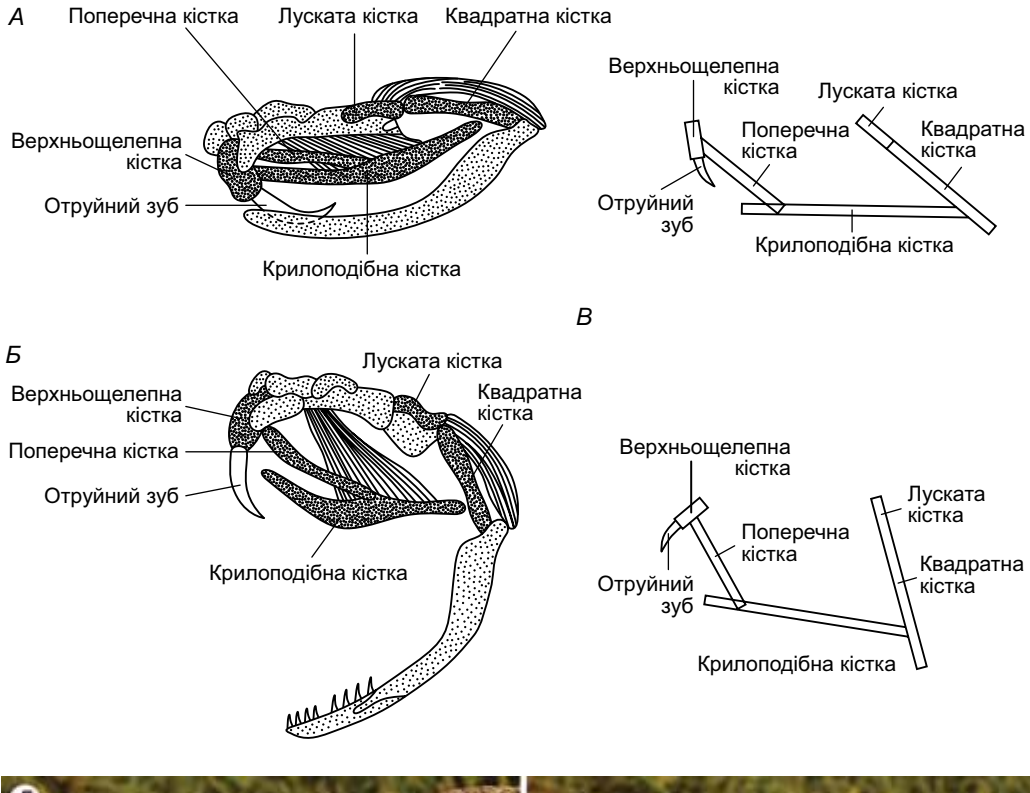 А
Поперечна кістка
Луската кістка
Квадратна кістка
Верхньощелепна
кістка
Отруйний зуб
Крилоподібна кістка
Верхньощелепна
кістка
Луската кістка
Поперечна
кістка
Квадратна
кістка
Отруйний
зуб
Крилоподібна кістка
Б
Луската кістка
Верхньощелепна
кістка
Квадратна
кістка
Поперечна кістка
Отруйний зуб
Крилоподібна кістка
В
Верхньощелепна
кістка
Луската
кістка
Поперечна
кістка
Квадратна
кістка
Отруйний
зуб
Крилоподібна кістка